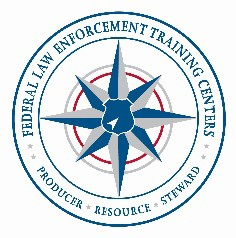 FEDERAL LAW ENFORCEMENT TRAINING CENTERS
PRODUCER ★ RESOURCE ★ STEWARD